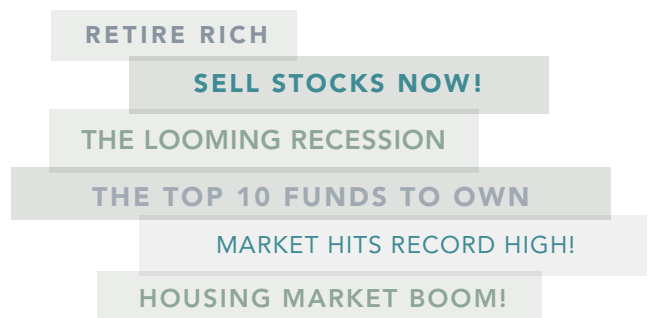 RETIRE RICH
SELL STOCKS NOW!
THE LOOMING RECESSION
THE TOP 10 FUNDS TO OWN
MARKET HITS RECORD HIGH!
HOUSING MARKET BOOM!